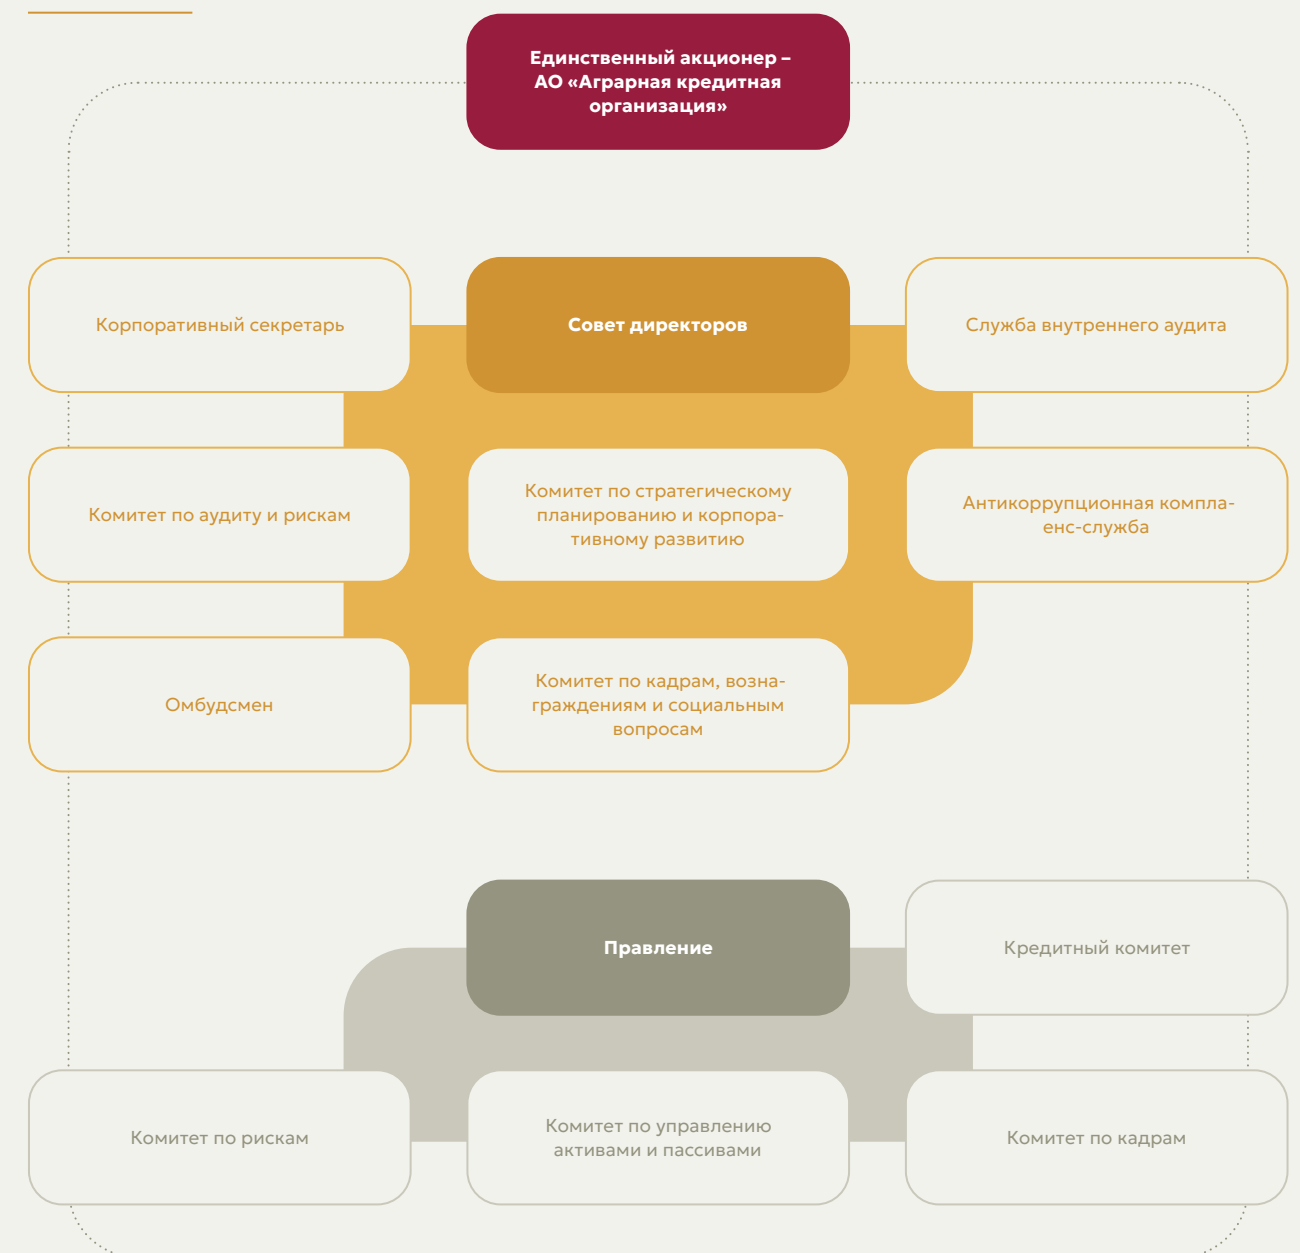 Единственный акционер –
АО «Аграрная кредитная
организация»
Корпоративный секретарь
Совет директоров
Служба внутреннего аудита
Комитет по аудиту и рискам
Комитет по стратегическому
планированию и корпора-
тивному развитию
Антикоррупционная компла-
енс-служба
Омбудсмен
Комитет по кадрам, возна-
граждениям и социальным
вопросам
Правление
Кредитный комитет
Комитет по рискам
Комитет по управлению
активами и пассивами
Комитет по кадрам